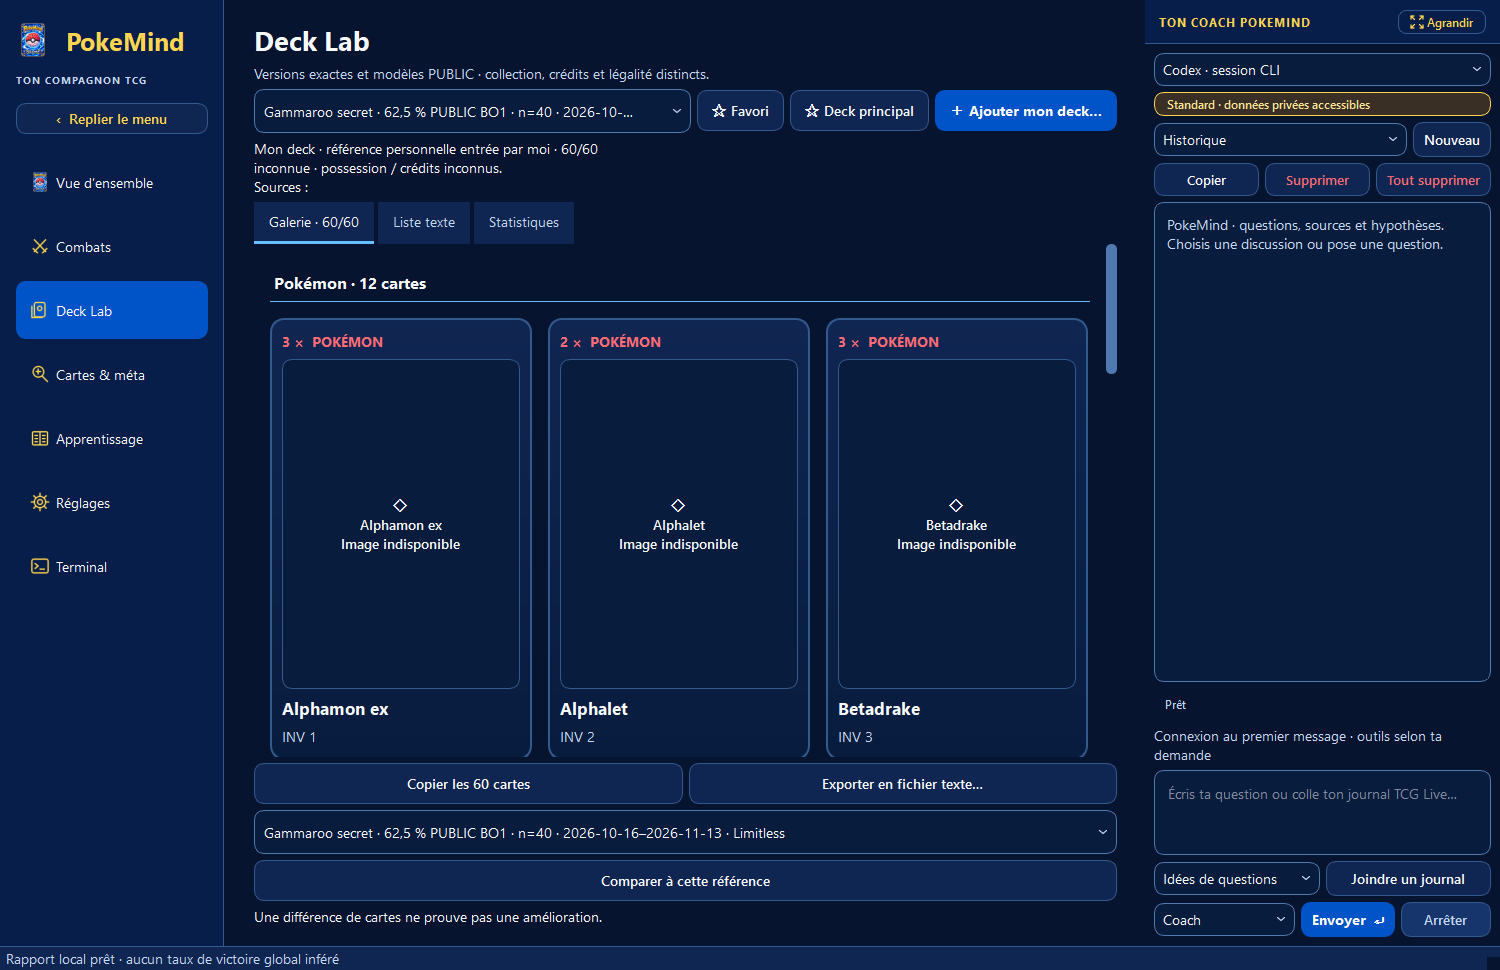 PokeMind
TON COMPAGNON TCG
‹ Replier le menu
Vue d'ensemble
Combats
Deck Lab
Cartes & méta
Apprentissage
Réglages
Terminal
Deck Lab
Versions exactes et modèles PUBLIC · collection, crédits et légalité distincts.
Gammaroo secret · 62,5 % PUBLIC BO1 · n=40 · 2026-10-...
☆ Favori
☆ Deck principal
+ Ajouter mon deck...
Mon deck · référence personnelle entrée par moi · 60/60
inconnue · possession / crédits inconnus.
Sources :
Galerie · 60/60
Liste texte
Statistiques
Pokémon · 12 cartes
3 × POKÉMON
◇
Alphamon ex
Image indisponible
Alphamon ex
INV 1
2 × POKÉMON
◇
Alphalet
Image indisponible
Alphalet
INV 2
3 × POKÉMON
◇
Betadrake
Image indisponible
Betadrake
INV 3
Copier les 60 cartes
Exporter en fichier texte...
Gammaroo secret · 62,5 % PUBLIC BO1 · n=40 · 2026-10-16–2026-11-13 · Limitless
Comparer à cette référence
Une différence de cartes ne prouve pas une amélioration.
TON COACH POKEMIND
Agrandir
Codex · session CLI
Standard · données privées accessibles
Historique
Nouveau
Copier
Supprimer
Tout supprimer
PokeMind · questions, sources et hypothèses.
Choisis une discussion ou pose une question.
Prêt
Connexion au premier message · outils selon ta
demande
Écris ta question ou colle ton journal TCG Live...
Idées de questions
Joindre un journal
Coach
Envoyer ↵
Arrêter
Rapport local prêt · aucun taux de victoire global inféré